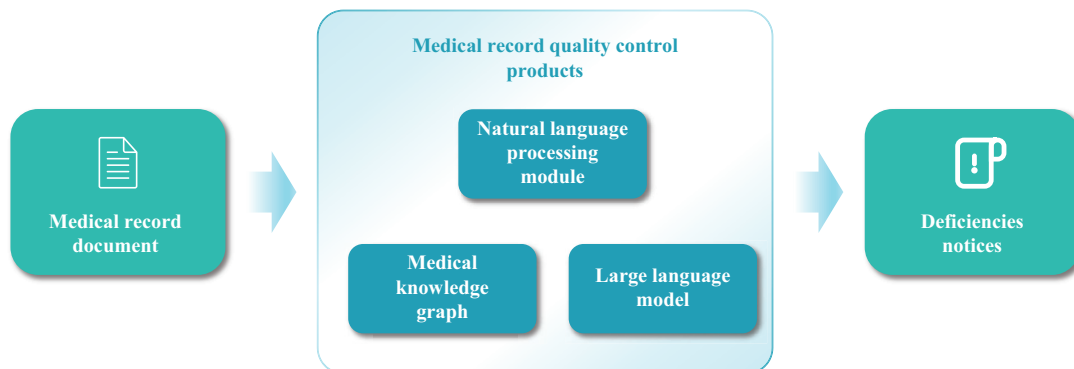 Medical record quality control
products
Natural language
processing
module
Medical record
document
Deficiencies
notices
Medical
knowledge
graph
Large language
model